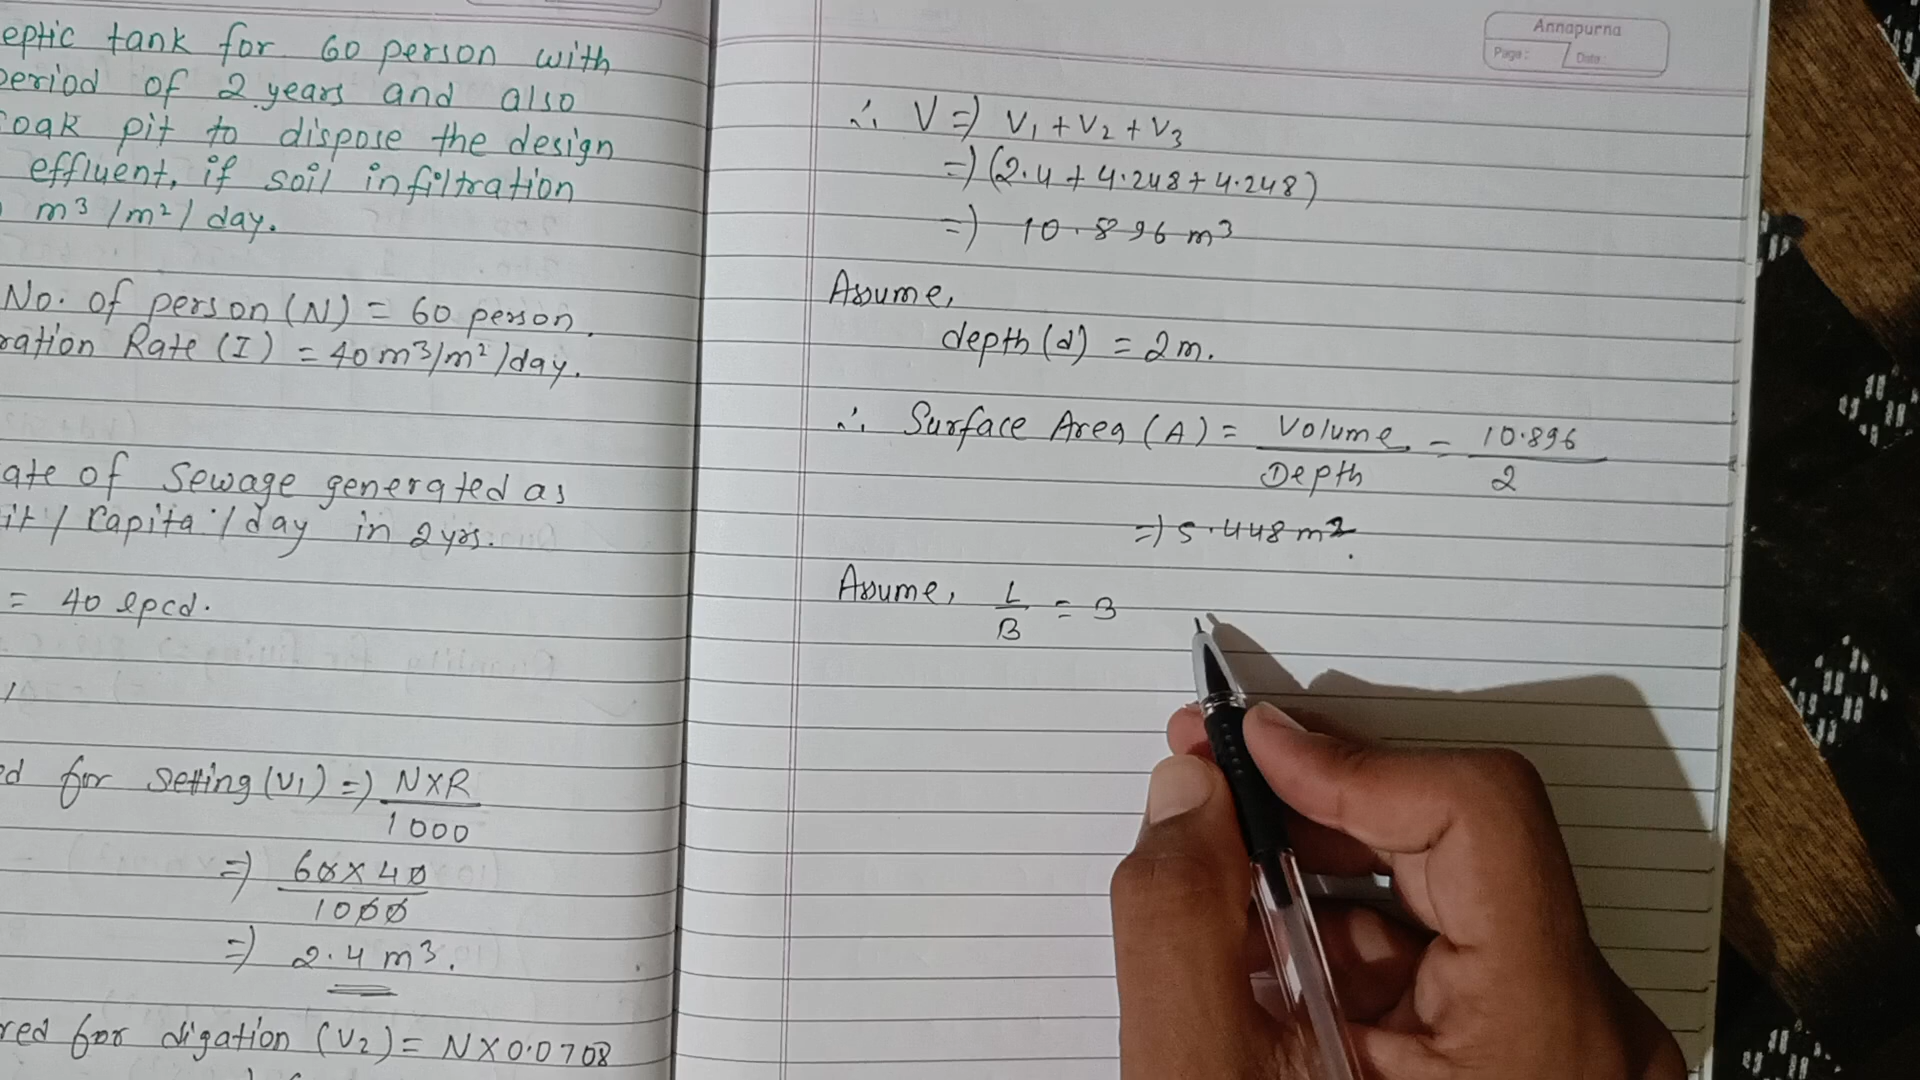 eptic tank for 60 person with
period of 2 years and also
soak pit to dispose the design
effluent, if soil infiltration
m³/m²/day.
No. of person (N) = 60 person.
ration Rate (I) = 40 m³/m²/day.
ate of Sewage generated as
it / Capita / day in 2 yrs.
= 40 lpcd.
ed for setting (V1) => N×R
1000
=> 60×40
1000
=> 2.4 m³.
red for digation (V2) = N×0.0708
Annapurna
Page: Date:
∴ V => V1 + V2 + V3
=> (2.4 + 4.248 + 4.248)
=> 10.896 m³
Assume,
depth (d) = 2m.
∴ Surface Area (A) = Volume = 10.896
Depth 2
=> 5.448 m².
Assume, L = 3
B